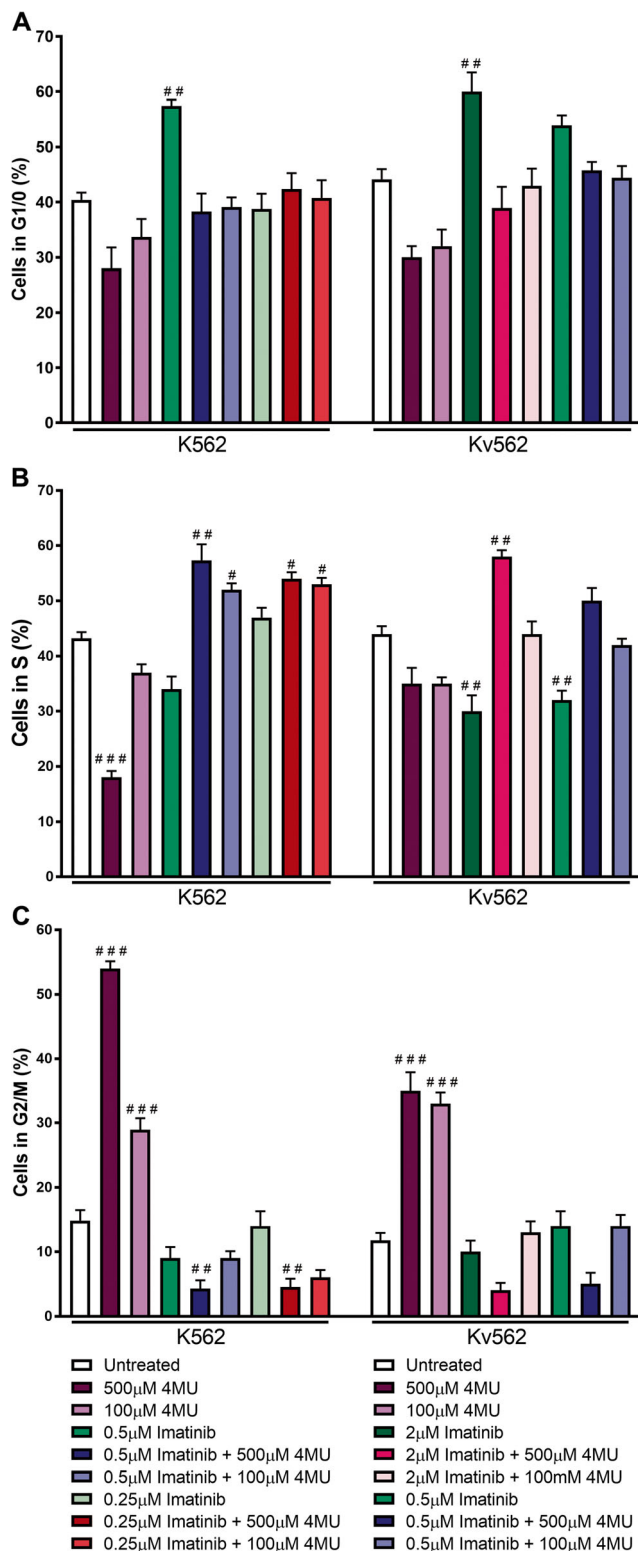 A
Cells in G1/0 (%)
70
60
50
40
30
20
10
0
# #
# #
K562
Kv562
B
Cells in S (%)
70
60
50
40
30
20
10
0
# # #
# #
#
#
#
# #
# #
# #
K562
Kv562
C
Cells in G2/M (%)
60
50
40
30
20
10
0
# # #
# # #
# #
# #
# # #
# # #
K562
Kv562
Untreated
500μM 4MU
100μM 4MU
0.5μM Imatinib
0.5μM Imatinib + 500μM 4MU
0.5μM Imatinib + 100μM 4MU
0.25μM Imatinib
0.25μM Imatinib + 500μM 4MU
0.25μM Imatinib + 100μM 4MU
Untreated
500μM 4MU
100μM 4MU
2μM Imatinib
2μM Imatinib + 500μM 4MU
2μM Imatinib + 100mM 4MU
0.5μM Imatinib
0.5μM Imatinib + 500μM 4MU
0.5μM Imatinib + 100μM 4MU